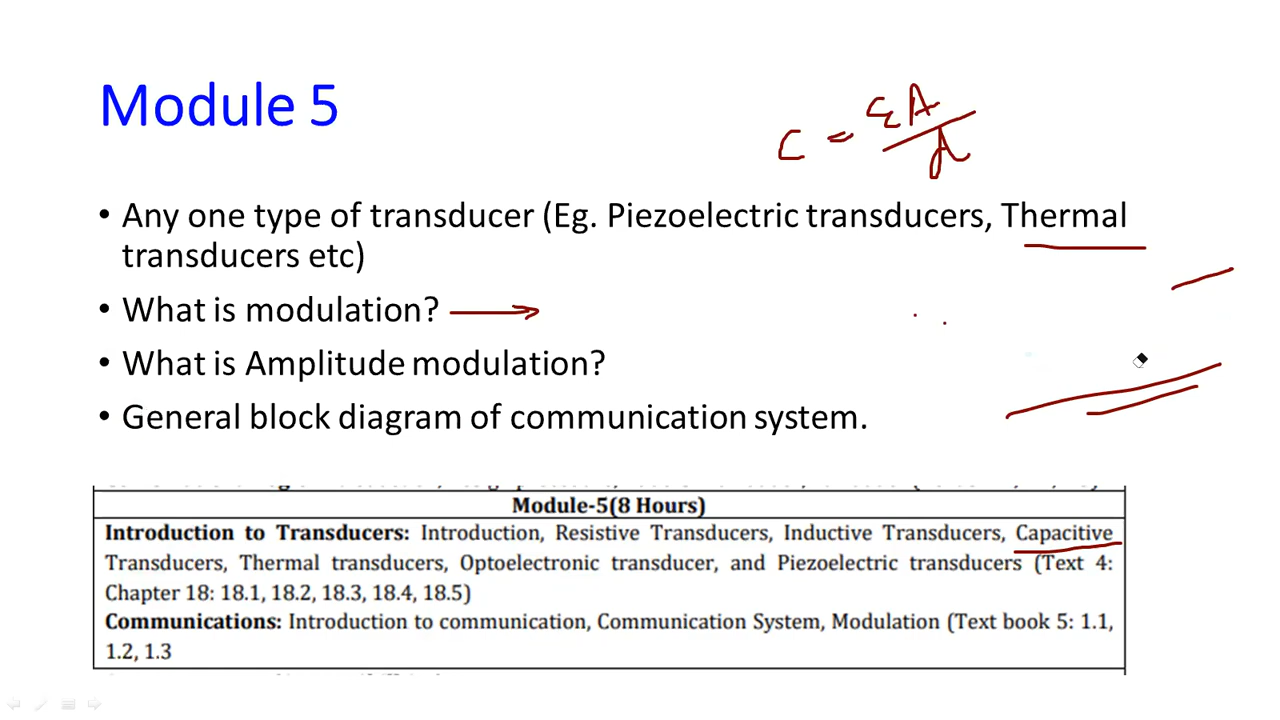 Module 5
C = εA/d
• Any one type of transducer (Eg. Piezoelectric transducers, Thermal
transducers etc)
• What is modulation?
• What is Amplitude modulation?
• General block diagram of communication system.
Module-5(8 Hours)
Introduction to Transducers: Introduction, Resistive Transducers, Inductive Transducers, Capacitive
Transducers, Thermal transducers, Optoelectronic transducer, and Piezoelectric transducers (Text 4:
Chapter 18: 18.1, 18.2, 18.3, 18.4, 18.5)
Communications: Introduction to communication, Communication System, Modulation (Text book 5: 1.1,
1.2, 1.3